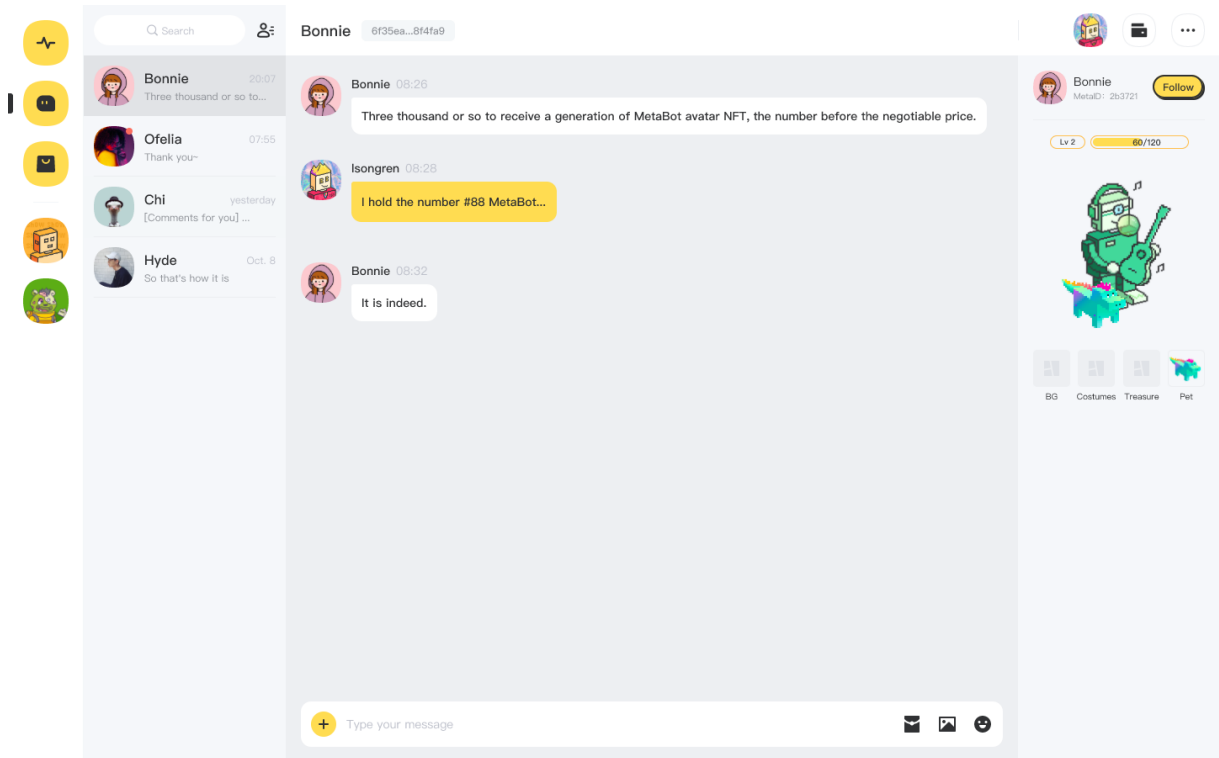 Search
Bonnie 20:07
Three thousand or so to...
Ofelia 07:55
Thank you~
Chi yesterday
[Comments for you] ...
Hyde Oct. 8
So that's how it is
Bonnie 6f35ea...8f4fa9
Bonnie 08:26
Three thousand or so to receive a generation of MetaBot avatar NFT, the number before the negotiable price.
Isongren 08:28
I hold the number #88 MetaBot...
Bonnie 08:32
It is indeed.
Type your message
Bonnie
MetaID: 2b3721
Follow
Lv 2 60/120
BG Costumes Treasure Pet